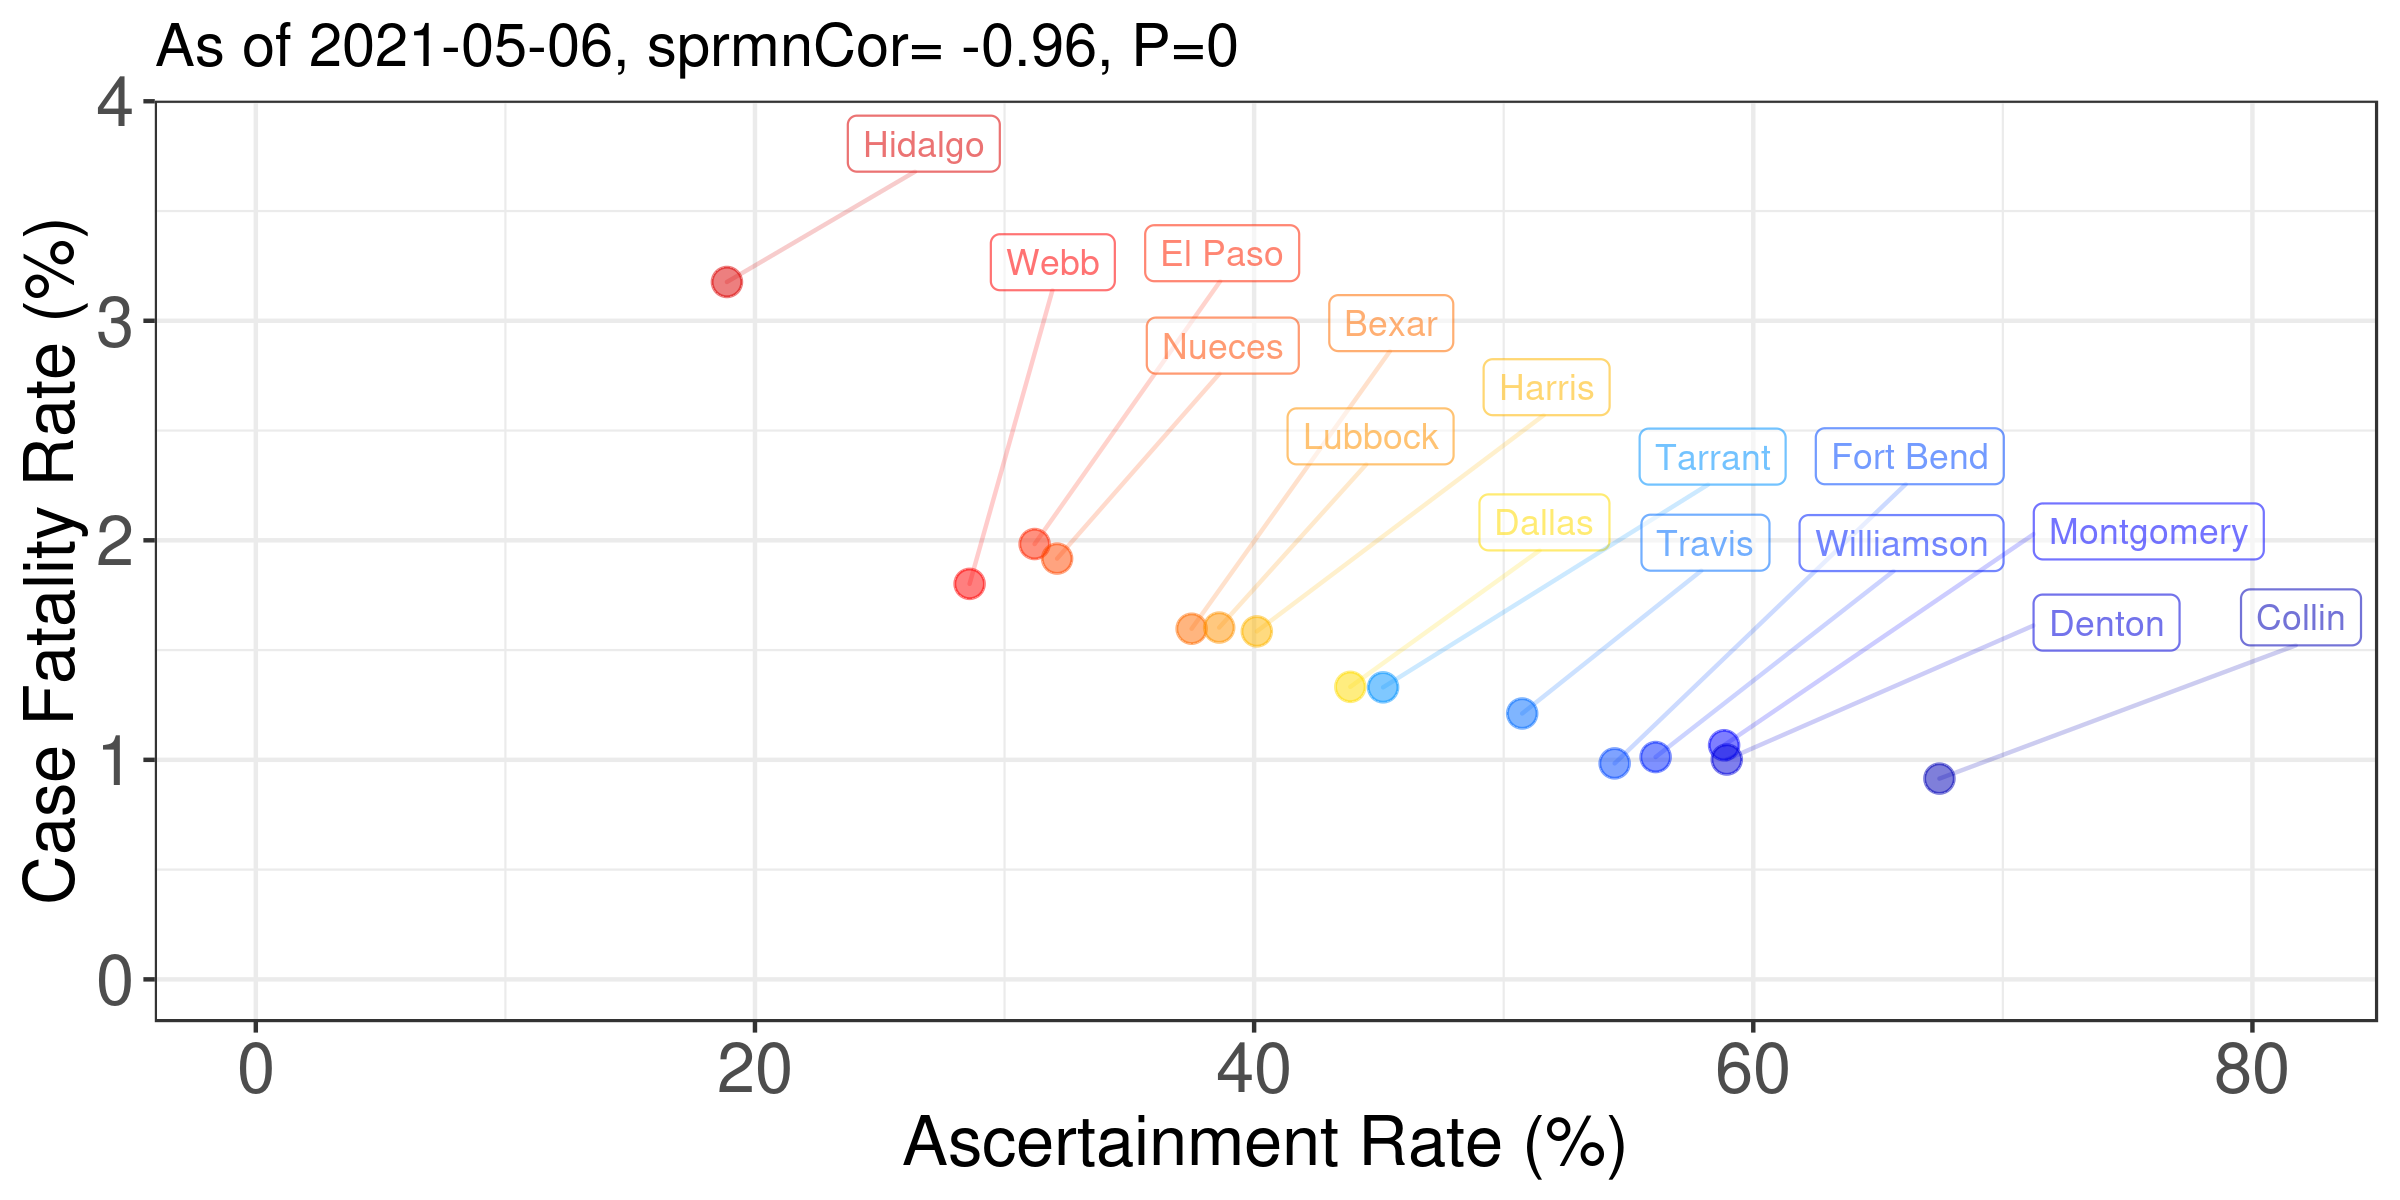 As of 2021-05-06, sprmnCor= -0.96, P=0
Case Fatality Rate (%)
4
3
2
1
0
Hidalgo
Webb
El Paso
Nueces
Bexar
Lubbock
Harris
Dallas
Tarrant
Travis
Fort Bend
Williamson
Montgomery
Denton
Collin
0 20 40 60 80
Ascertainment Rate (%)